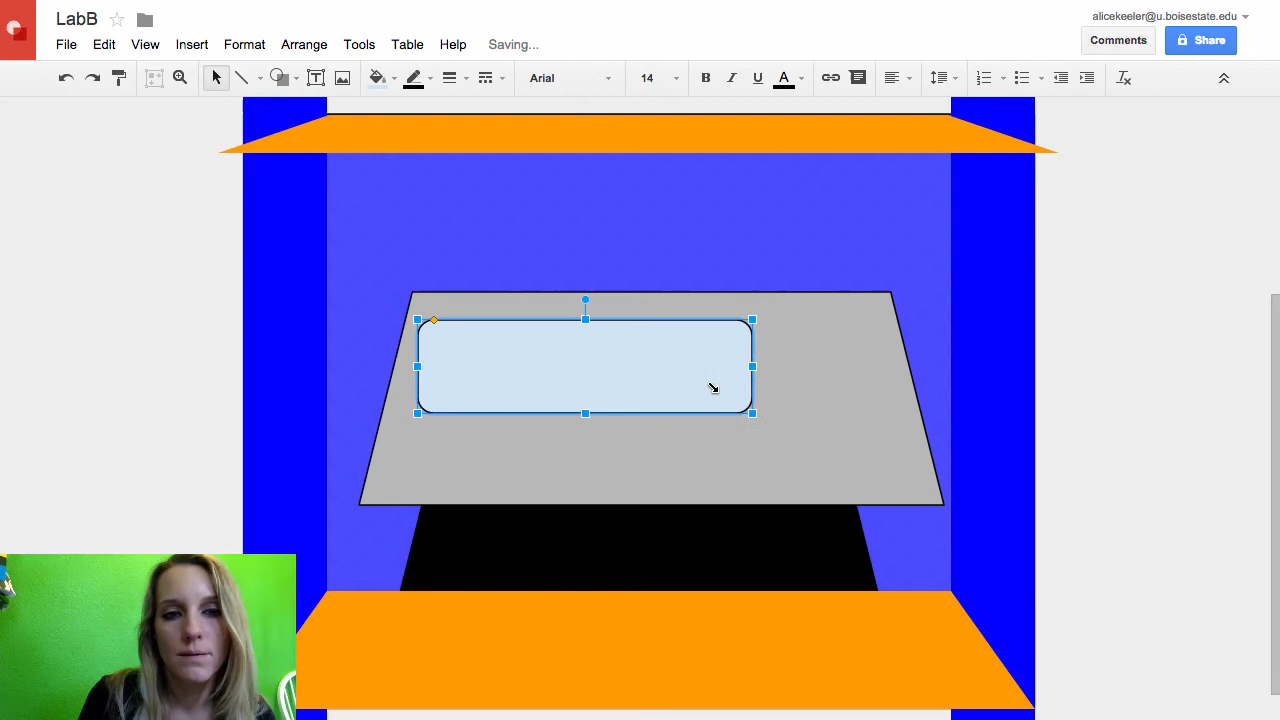 LabB
alicekeeler@u.boisestate.edu
File Edit View Insert Format Arrange Tools Table Help Saving...
Comments Share
Arial 14 B I U A